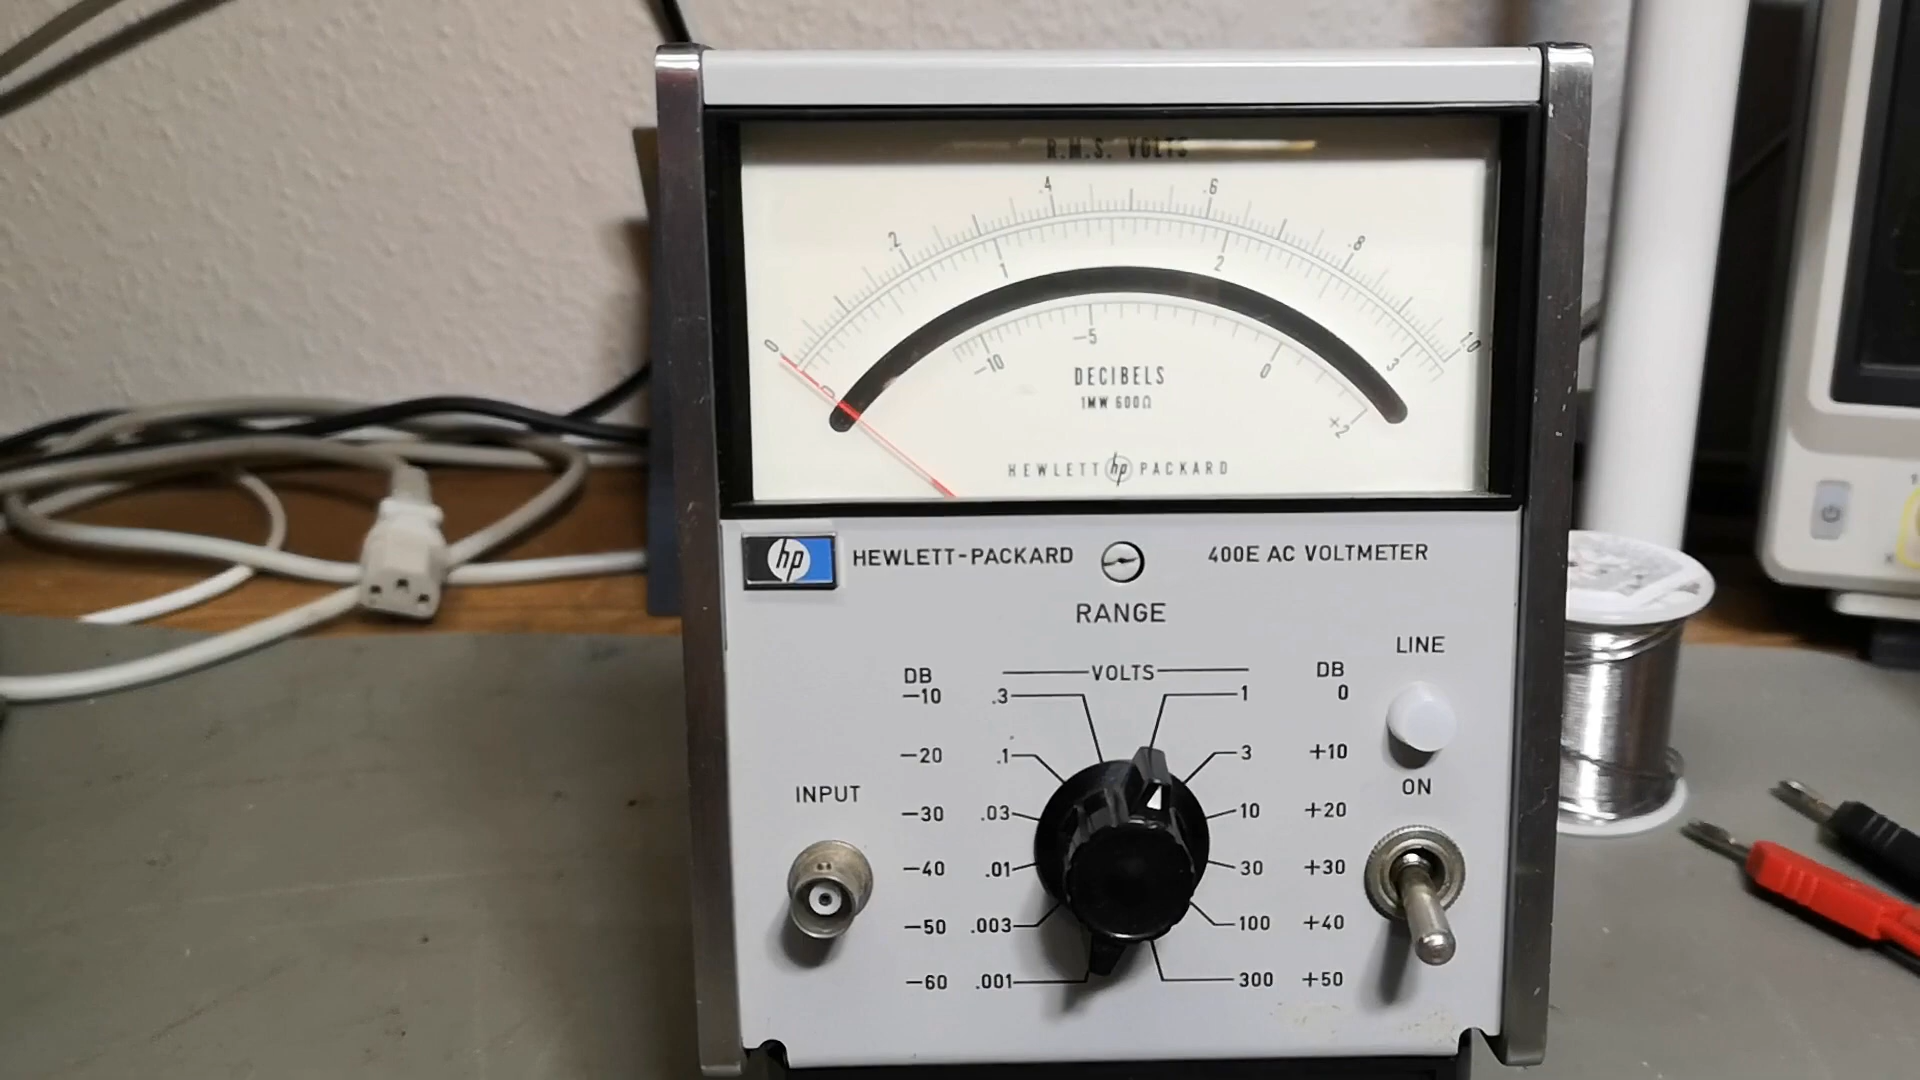 R.M.S. VOLTS
0 .2 .4 .6 .8 1.0
0 1 2 3
-10 -5 0 +2
DECIBELS
1MW 600Ω
HEWLETT hp PACKARD
hp HEWLETT-PACKARD 400E AC VOLTMETER
RANGE
LINE
DB VOLTS DB
-10 .3 1 0
-20 .1 3 +10
ON
INPUT
-30 .03 10 +20
-40 .01 30 +30
-50 .003 100 +40
-60 .001 300 +50